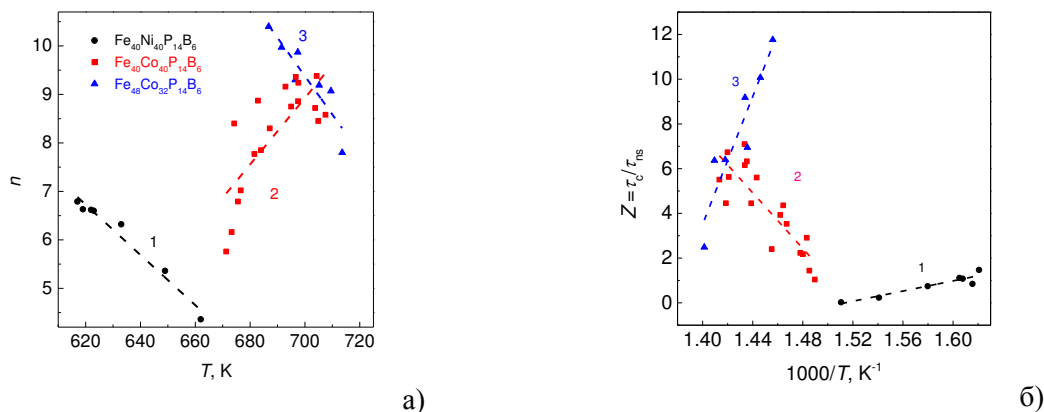 10
9
8
7
6
5
n
Fe40Ni40P14B6
Fe40Co40P14B6
Fe48Co32P14B6
1
2
3
620 640 660 680 700 720
T, K
а)
12
10
8
6
4
2
0
Z = τc/τns
3
2
1
1.40 1.44 1.48 1.52 1.56 1.60
1000/T, K-1
б)